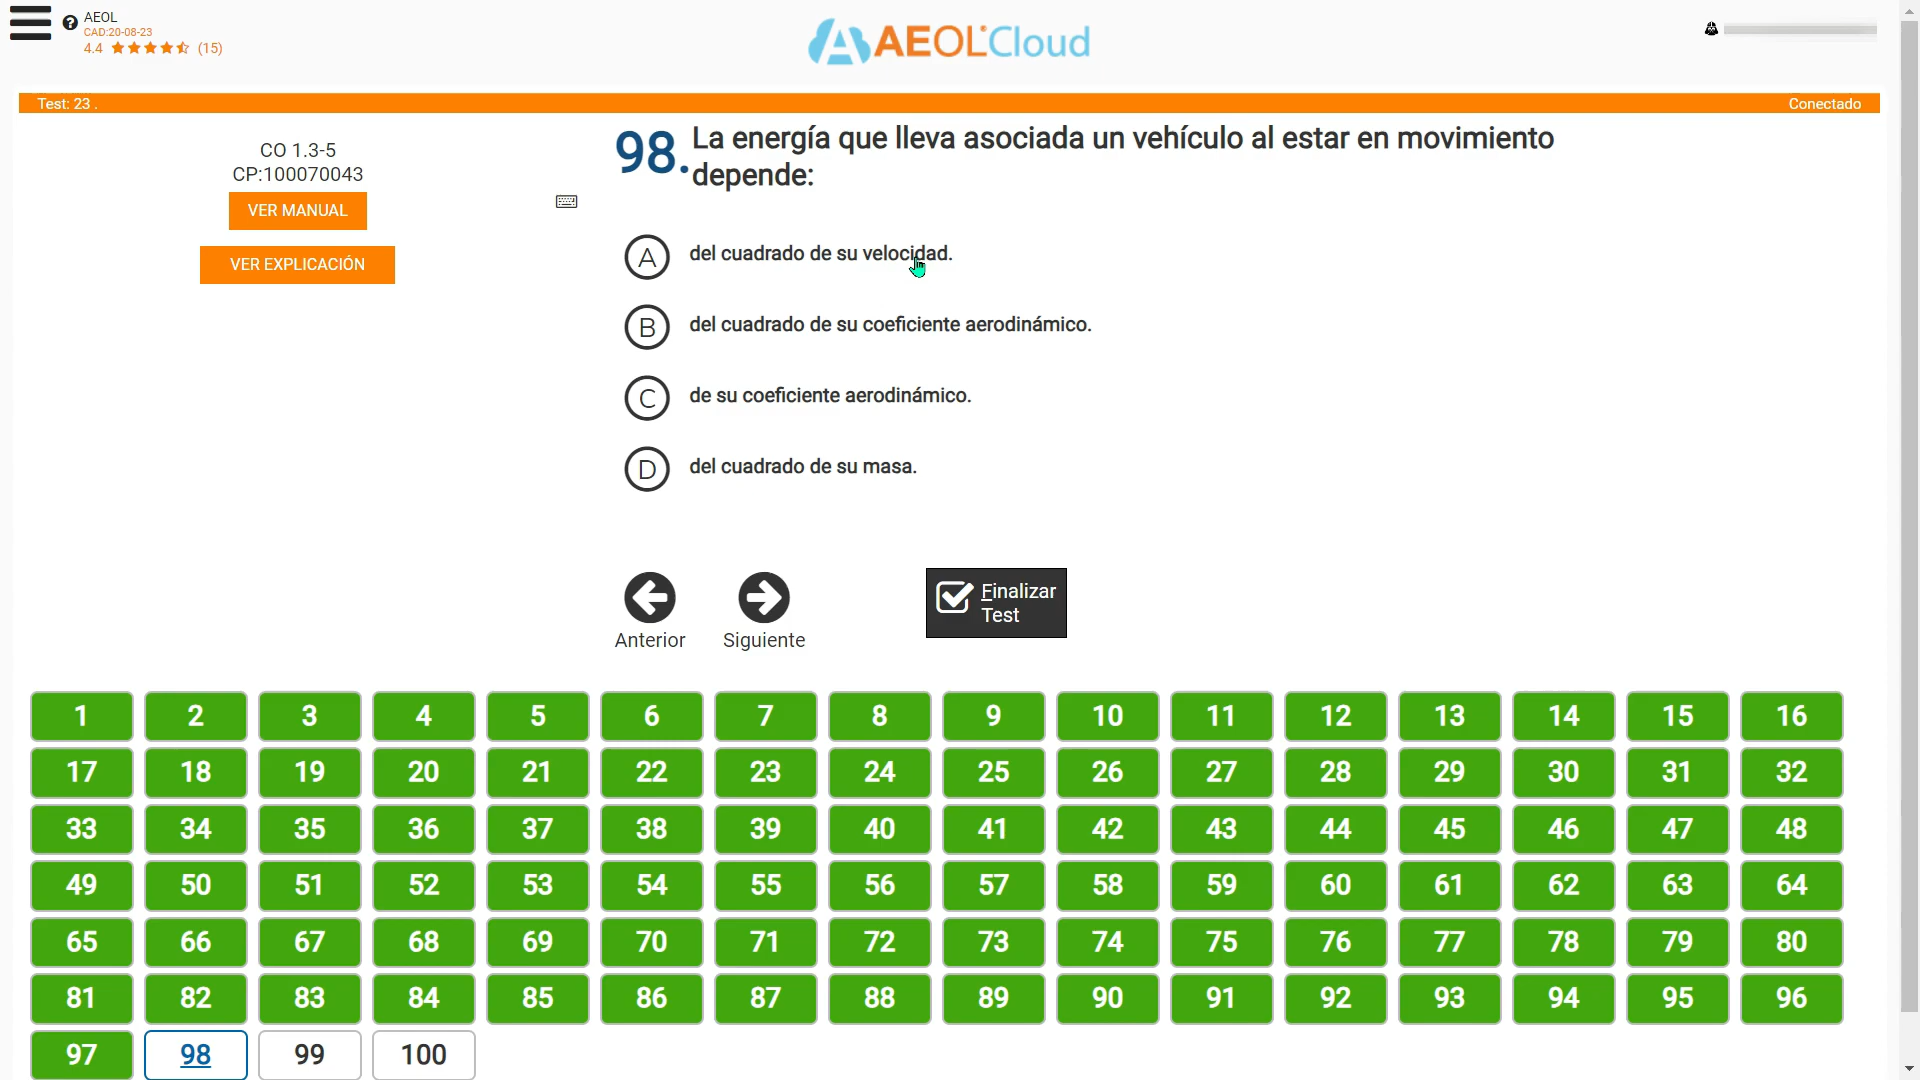 AEOL
CAD:20-08-23
4.4 (15)
AEOLCloud
Test: 23 .
Conectado
CO 1.3-5
CP:100070043
VER MANUAL
VER EXPLICACIÓN
98. La energía que lleva asociada un vehículo al estar en movimiento
depende:
A del cuadrado de su velocidad.
B del cuadrado de su coeficiente aerodinámico.
C de su coeficiente aerodinámico.
D del cuadrado de su masa.
Anterior
Siguiente
Finalizar
Test
1 2 3 4 5 6 7 8 9 10 11 12 13 14 15 16
17 18 19 20 21 22 23 24 25 26 27 28 29 30 31 32
33 34 35 36 37 38 39 40 41 42 43 44 45 46 47 48
49 50 51 52 53 54 55 56 57 58 59 60 61 62 63 64
65 66 67 68 69 70 71 72 73 74 75 76 77 78 79 80
81 82 83 84 85 86 87 88 89 90 91 92 93 94 95 96
97 98 99 100